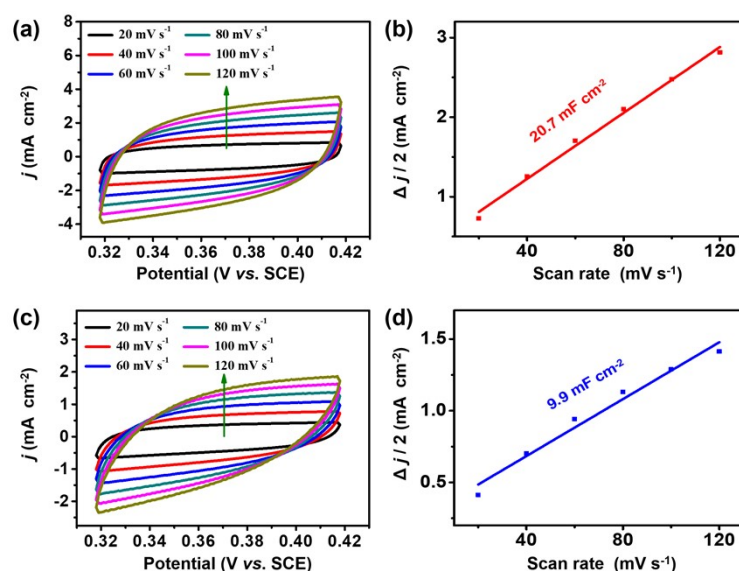 (a)
20 mV s⁻¹ 80 mV s⁻¹
40 mV s⁻¹ 100 mV s⁻¹
60 mV s⁻¹ 120 mV s⁻¹
j (mA cm⁻²)
8
6
4
2
0
-2
-4
0.32 0.34 0.36 0.38 0.40 0.42
Potential (V vs. SCE)
(b)
20.7 mF cm⁻²
Δ j / 2 (mA cm⁻²)
3
2
1
40 80 120
Scan rate (mV s⁻¹)
(c)
20 mV s⁻¹ 80 mV s⁻¹
40 mV s⁻¹ 100 mV s⁻¹
60 mV s⁻¹ 120 mV s⁻¹
j (mA cm⁻²)
3
2
1
0
-1
-2
0.32 0.34 0.36 0.38 0.40 0.42
Potential (V vs. SCE)
(d)
9.9 mF cm⁻²
Δ j / 2 (mA cm⁻²)
1.5
1.0
0.5
40 80 120
Scan rate (mV s⁻¹)